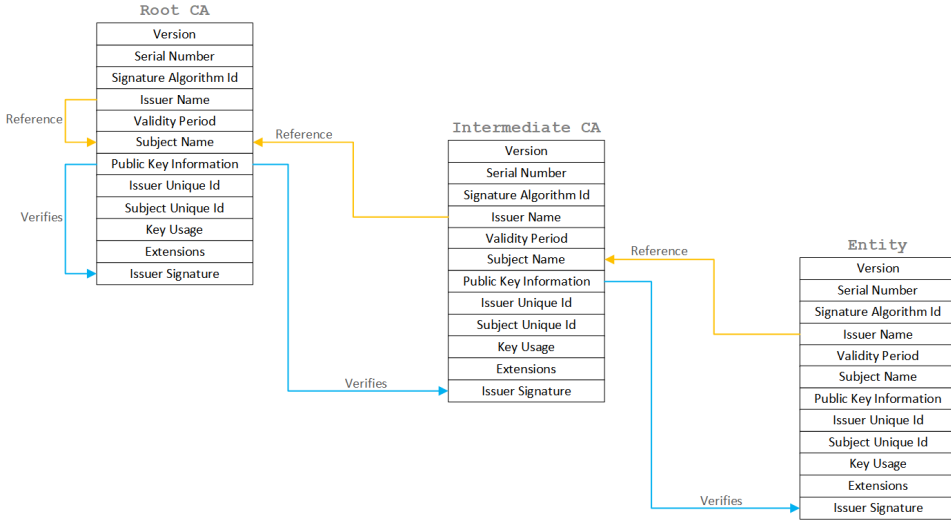 Root CA
Version
Serial Number
Signature Algorithm Id
Issuer Name
Validity Period
Subject Name
Public Key Information
Issuer Unique Id
Subject Unique Id
Key Usage
Extensions
Issuer Signature
Reference
Verifies
Reference
Verifies
Intermediate CA
Version
Serial Number
Signature Algorithm Id
Issuer Name
Validity Period
Subject Name
Public Key Information
Issuer Unique Id
Subject Unique Id
Key Usage
Extensions
Issuer Signature
Reference
Verifies
Entity
Version
Serial Number
Signature Algorithm Id
Issuer Name
Validity Period
Subject Name
Public Key Information
Issuer Unique Id
Subject Unique Id
Key Usage
Extensions
Issuer Signature